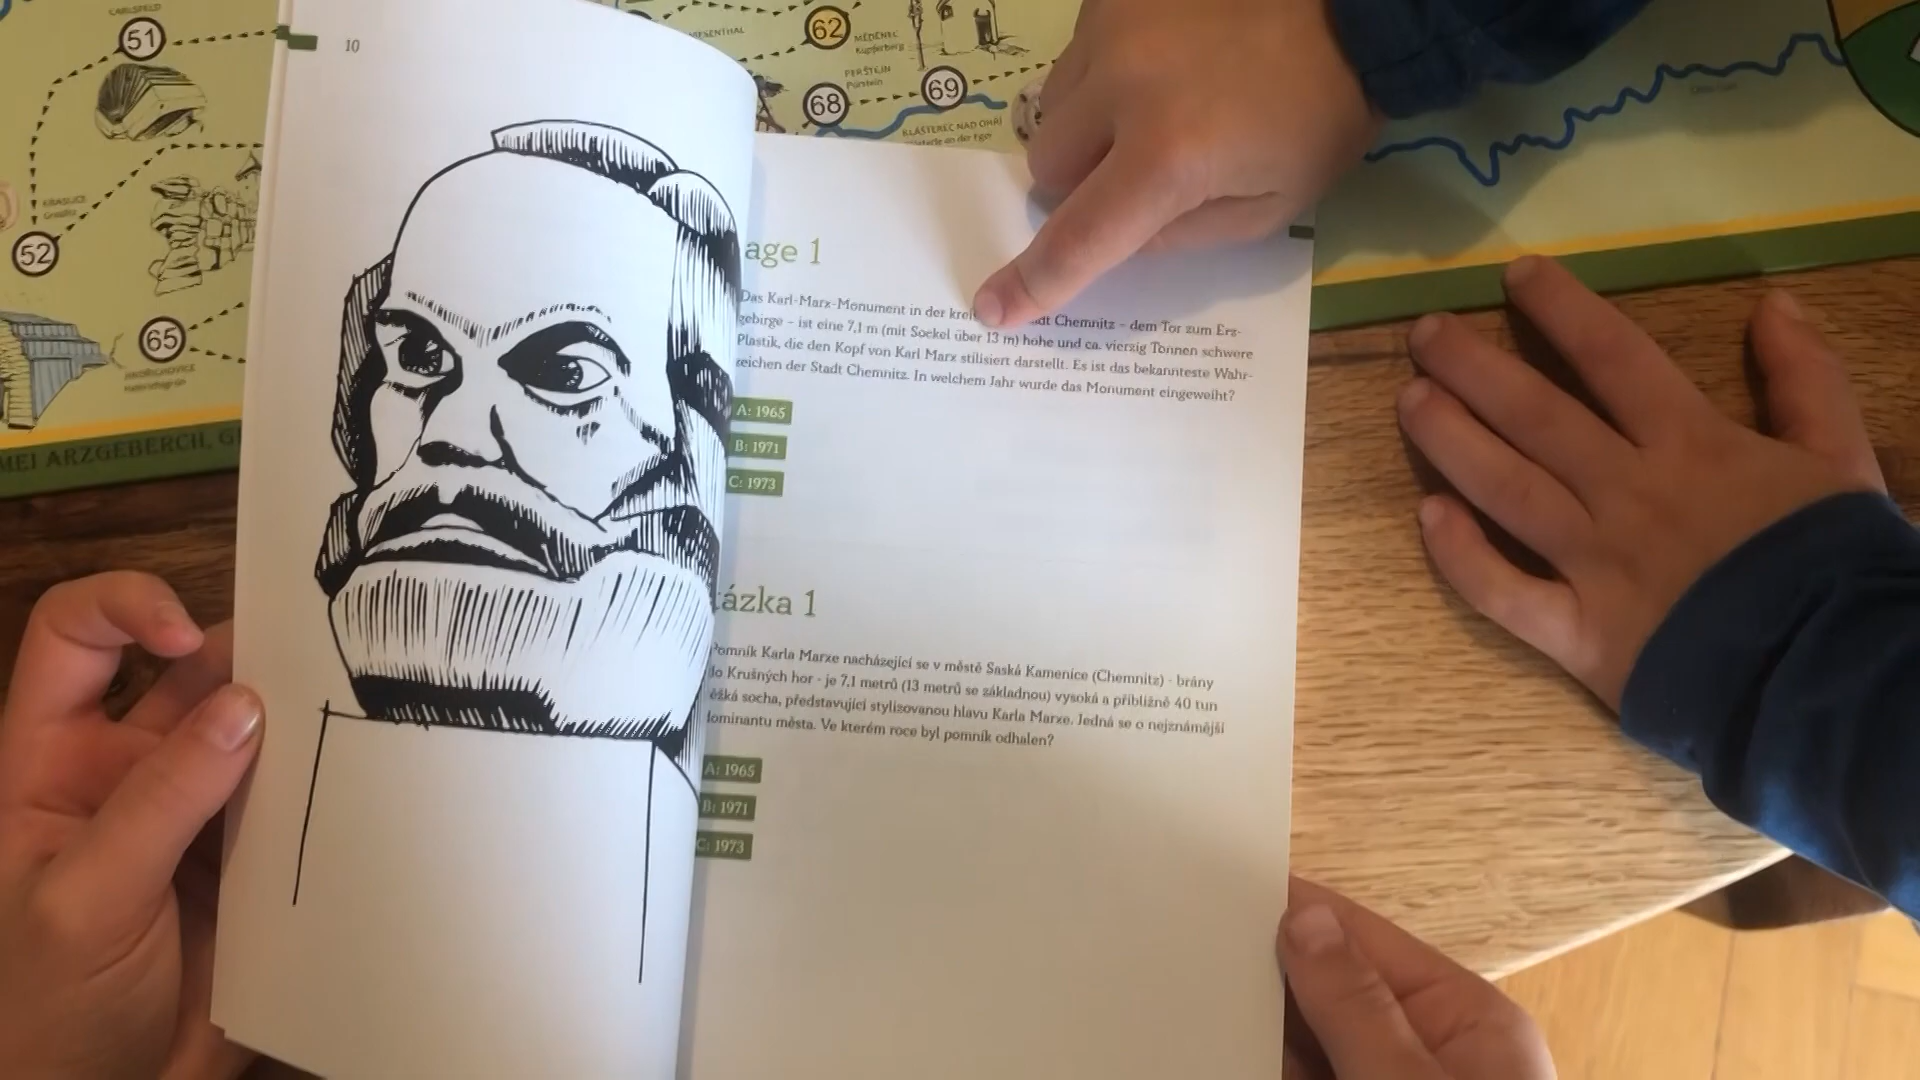 CARLSFELD
51
62
MĚDĚNEC
Kupferberg
PERŠTEJN
Pürstein
68
69
KLÁŠTEREC NAD OHŘÍ
an der Eger
KRASLICE
Graslitz
52
65
MEI ARZGEBERCH,
10
age 1
Das Karl-Marx-Monument in der Chemnitz – dem Tor zum Erz-
gebirge – ist eine 7,1 m (mit Sockel über 13 m) hohe und ca. vierzig Tonnen schwere
Plastik, die den Kopf von Karl Marx stilisiert darstellt. Es ist das bekannteste Wahr-
zeichen der Stadt Chemnitz. In welchem Jahr wurde das Monument eingeweiht?
A: 1965
B: 1971
C: 1973
ázka 1
Pomník Karla Marxe nacházející se v městě Saská Kamenice (Chemnitz) - brány
do Krušných hor - je 7,1 metrů (13 metrů se základnou) vysoká a přibližně 40 tun
ěžká socha, představující stylizovanou hlavu Karla Marxe. Jedná se o nejznámější
dominantu města. Ve kterém roce byl pomník odhalen?
A: 1965
B: 1971
C: 1973